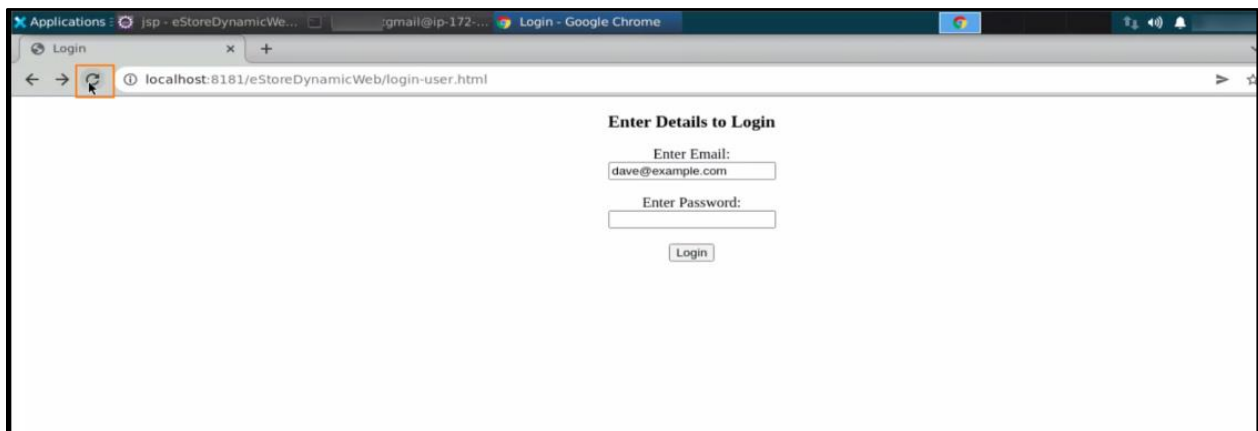 Applications : jsp - eStoreDynamicWe... :gmail@ip-172-... Login - Google Chrome
Login × +
localhost:8181/eStoreDynamicWeb/login-user.html
Enter Details to Login
Enter Email:
dave@example.com
Enter Password:
Login